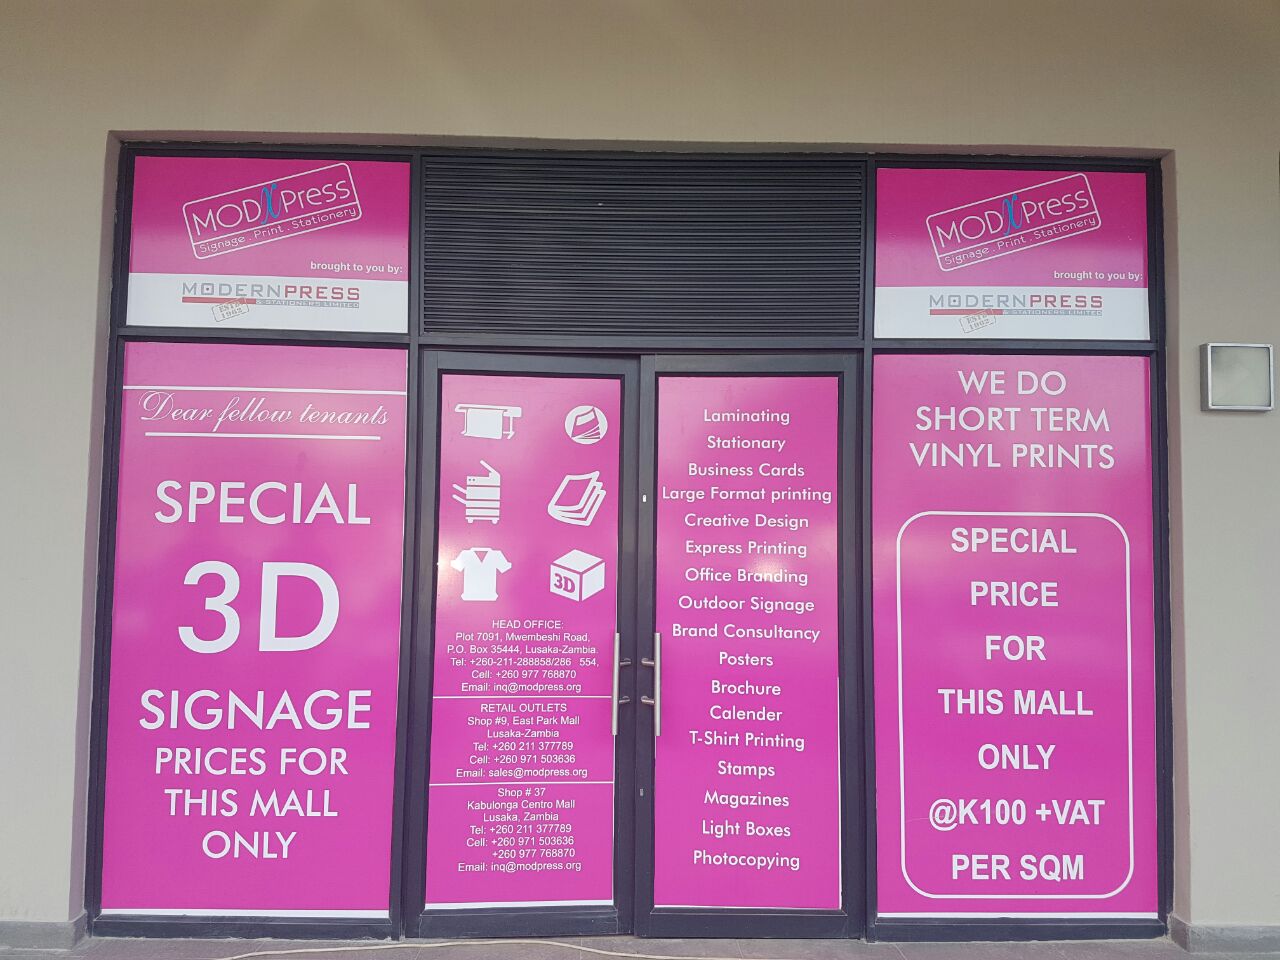 MODXPress
Signage . Print . Stationery
brought to you by:
MODERNPRESS
& STATIONERS LIMITED
ESTD
1962
Dear fellow tenants
SPECIAL
3D
SIGNAGE
PRICES FOR
THIS MALL
ONLY
3D
HEAD OFFICE:
Plot 7091, Mwembeshi Road,
P.O. Box 35444, Lusaka-Zambia.
Tel: +260-211-288858/286 554,
Cell: +260 977 768870
Email: inq@modpress.org
RETAIL OUTLETS
Shop #9, East Park Mall
Lusaka-Zambia
Tel: +260 211 377789
Cell: +260 971 503636
Email: sales@modpress.org
Shop # 37
Kabulonga Centro Mall
Lusaka, Zambia
Tel: +260 211 377789
Cell: +260 971 503636
+260 977 768870
Email: inq@modpress.org
Laminating
Stationary
Business Cards
Large Format printing
Creative Design
Express Printing
Office Branding
Outdoor Signage
Brand Consultancy
Posters
Brochure
Calender
T-Shirt Printing
Stamps
Magazines
Light Boxes
Photocopying
MODXPress
Signage . Print . Stationery
brought to you by:
MODERNPRESS
& STATIONERS LIMITED
ESTD
1962
WE DO
SHORT TERM
VINYL PRINTS
SPECIAL
PRICE
FOR
THIS MALL
ONLY
@K100 +VAT
PER SQM